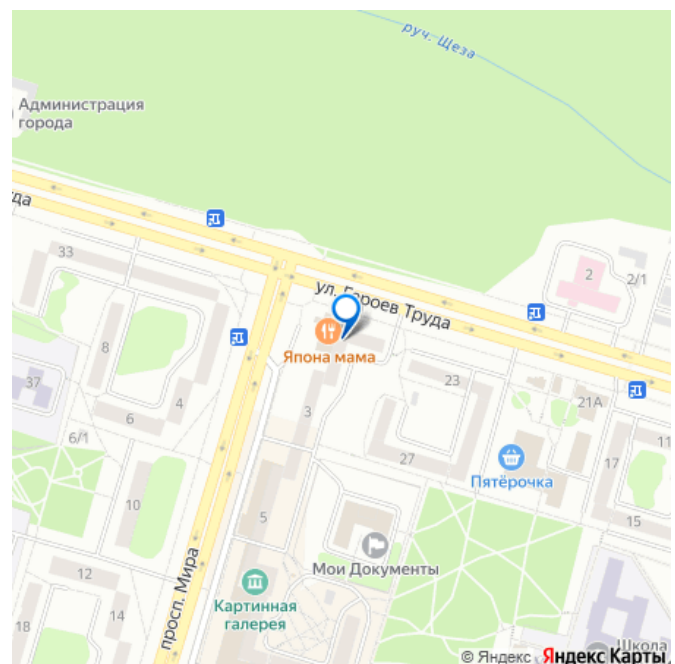 руч. Щеза
Администрация
города
да
ул. Героев Труда
33
2
2/1
8
Япона мама
37
6
4
3
23
21А
6/1
27
Пятёрочка
17
11
10
5
15
Мои Документы
просп. Мира
12
Картинная
галерея
14
18
Школа
© Яндекс Яндекс Карты